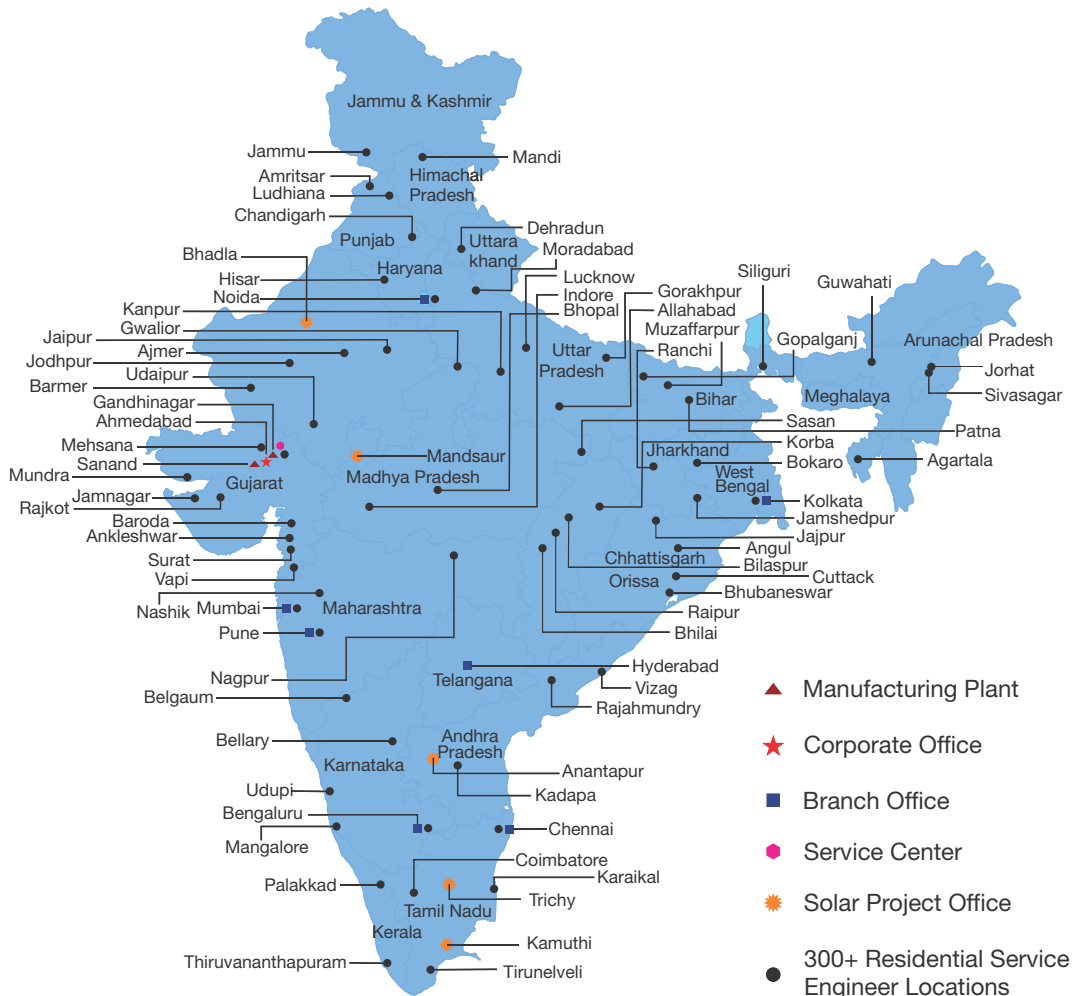 Jammu & Kashmir
Jammu
Mandi
Amritsar
Himachal
Pradesh
Ludhiana
Chandigarh
Dehradun
Punjab
Uttara
khand
Moradabad
Bhadla
Haryana
Lucknow
Siliguri
Hisar
Guwahati
Noida
Indore
Gorakhpur
Kanpur
Bhopal
Allahabad
Gwalior
Muzaffarpur
Jaipur
Gopalganj
Arunachal Pradesh
Ajmer
Ranchi
Jodhpur
Uttar
Pradesh
Udaipur
Jorhat
Barmer
Bihar
Meghalaya
Sivasagar
Gandhinagar
Ahmedabad
Sasan
Patna
Mehsana
Korba
Sanand
Mandsaur
Jharkhand
Bokaro
Agartala
Mundra
Gujarat
Madhya Pradesh
West
Bengal
Jamnagar
Kolkata
Rajkot
Jamshedpur
Baroda
Ankleshwar
Jajpur
Surat
Chhattisgarh
Angul
Bilaspur
Vapi
Orissa
Cuttack
Bhubaneswar
Nashik
Mumbai
Maharashtra
Raipur
Pune
Bhilai
Nagpur
Hyderabad
Telangana
Vizag
Belgaum
Rajahmundry
Manufacturing Plant
Bellary
Andhra
Pradesh
Corporate Office
Karnataka
Anantapur
Udupi
Kadapa
Branch Office
Bengaluru
Chennai
Mangalore
Service Center
Coimbatore
Karaikal
Palakkad
Trichy
Solar Project Office
Tamil Nadu
Kerala
Kamuthi
Thiruvananthapuram
Tirunelveli
300+ Residential Service
Engineer Locations